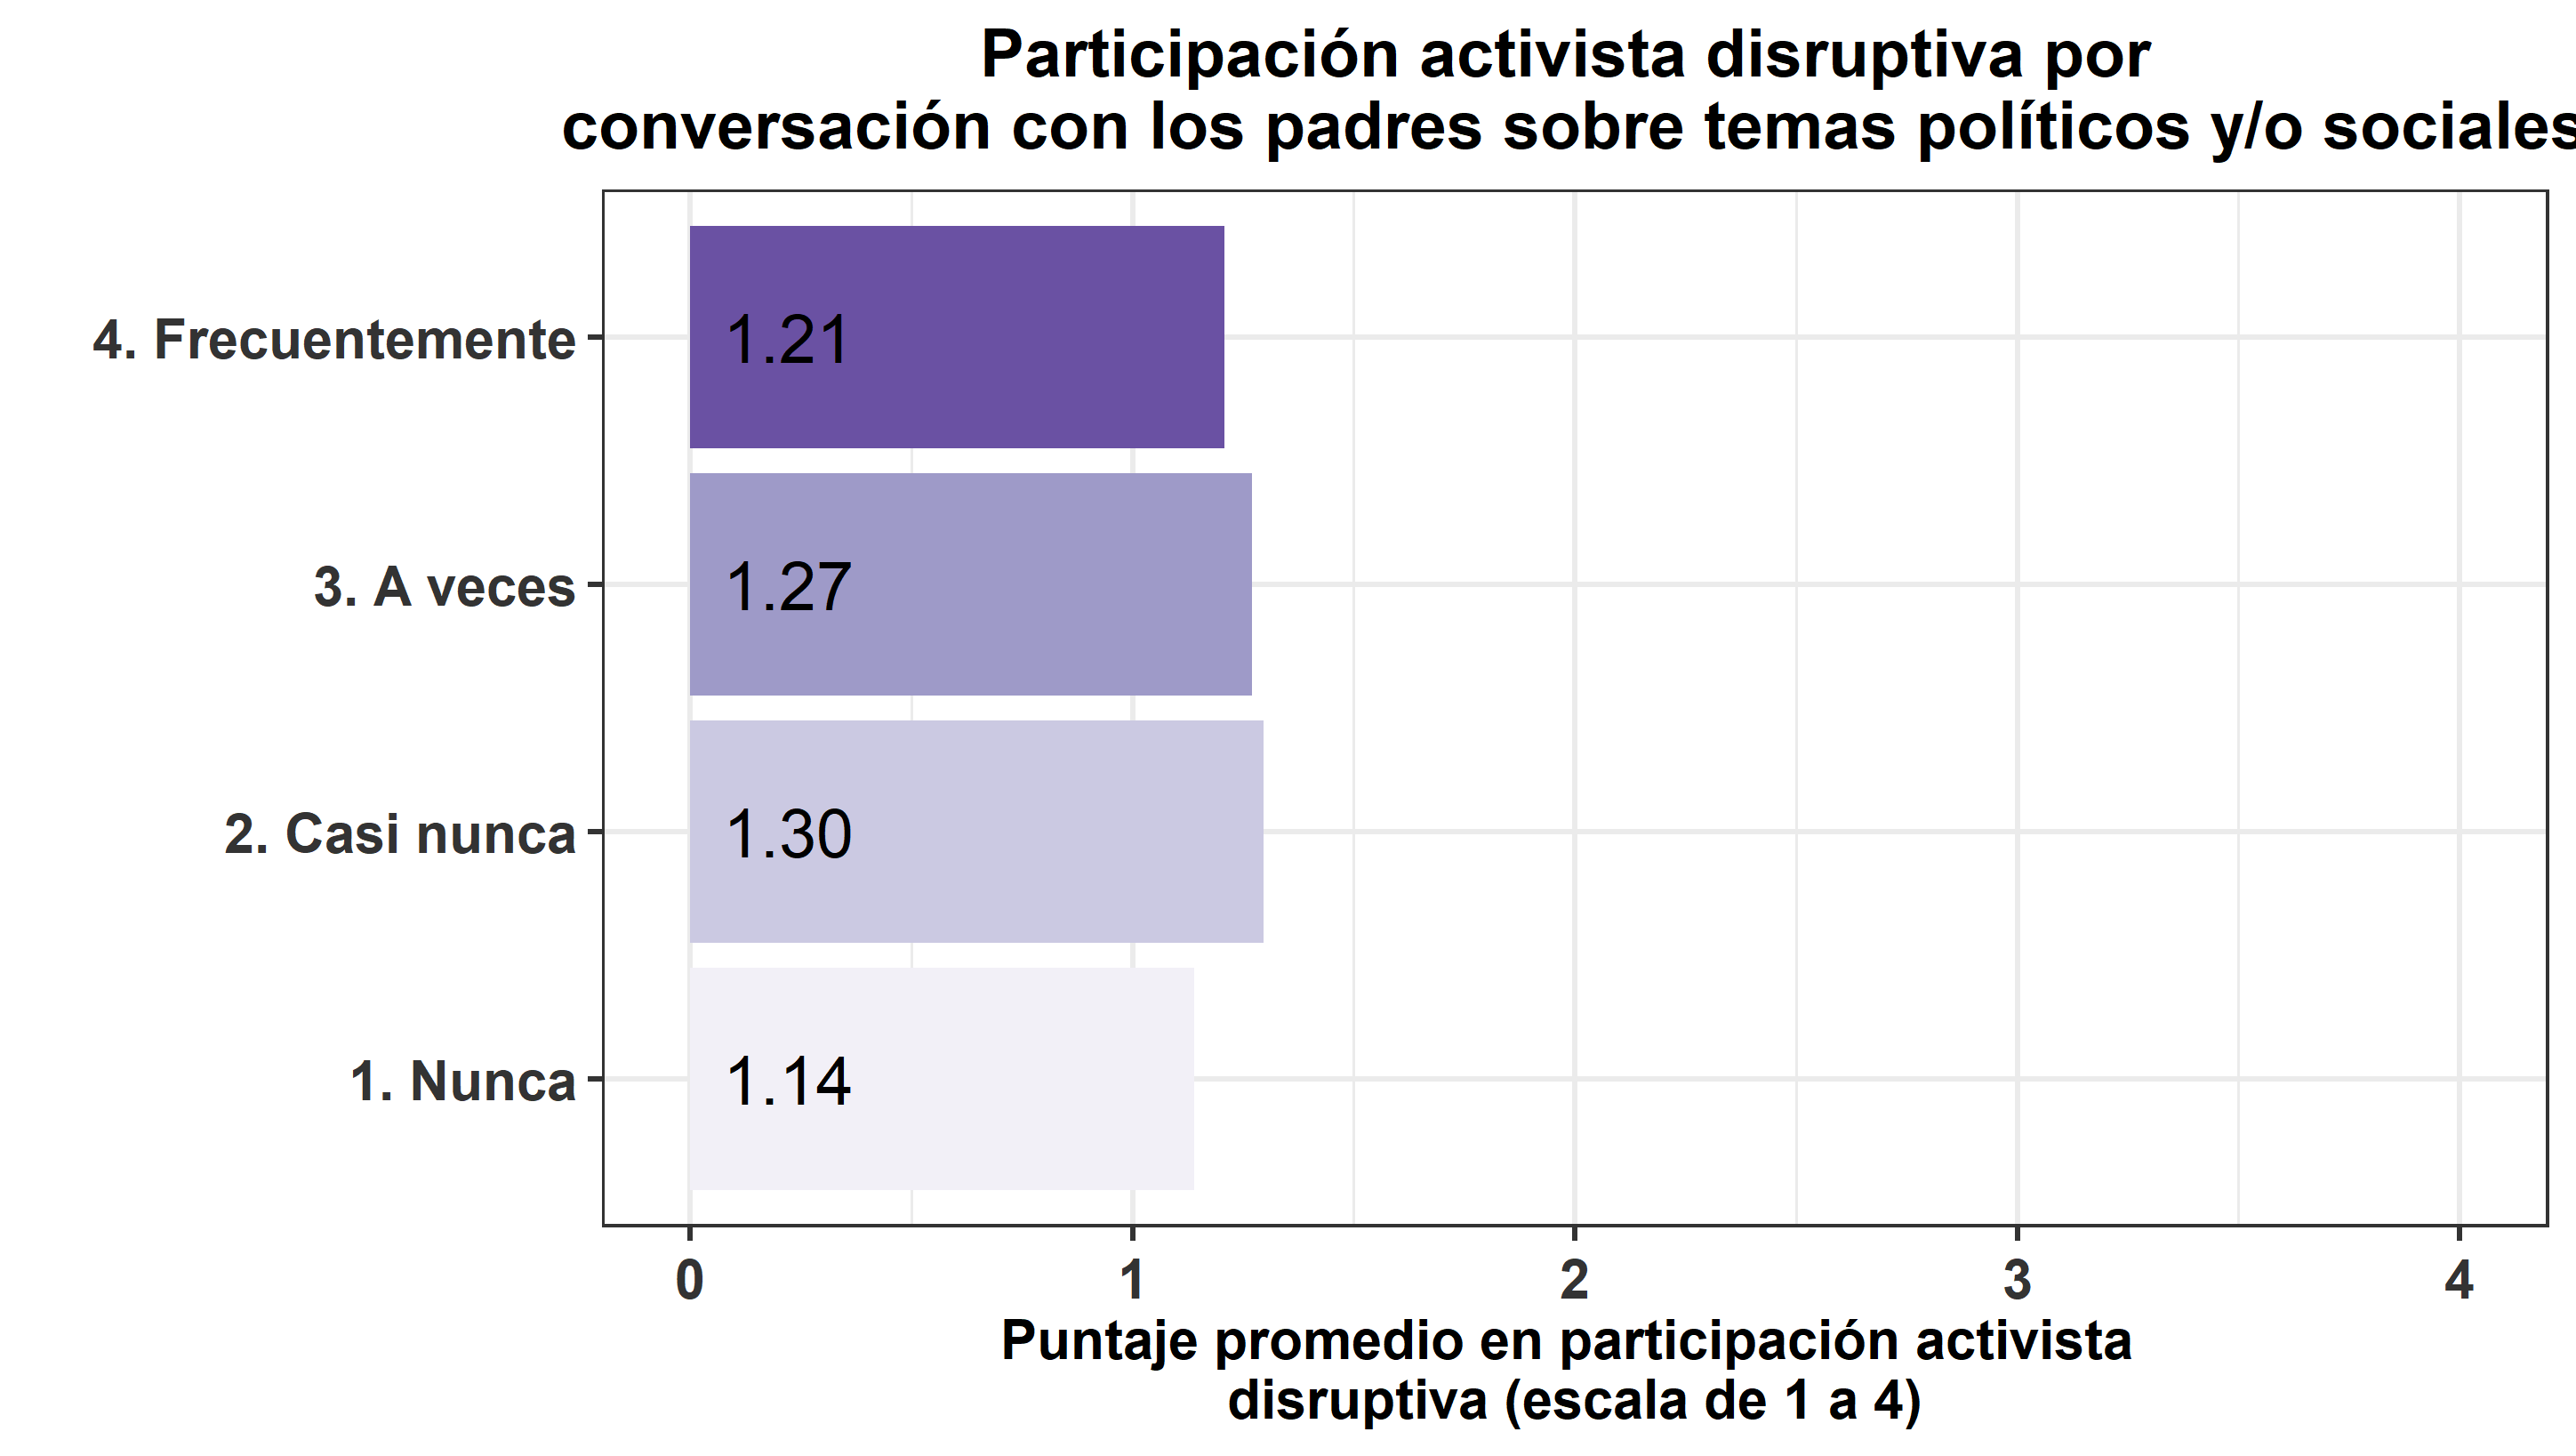 Participación activista disruptiva por
conversación con los padres sobre temas políticos y/o sociales
4. Frecuentemente
1.21
3. A veces
1.27
2. Casi nunca
1.30
1. Nunca
1.14
0 1 2 3 4
Puntaje promedio en participación activista
disruptiva (escala de 1 a 4)